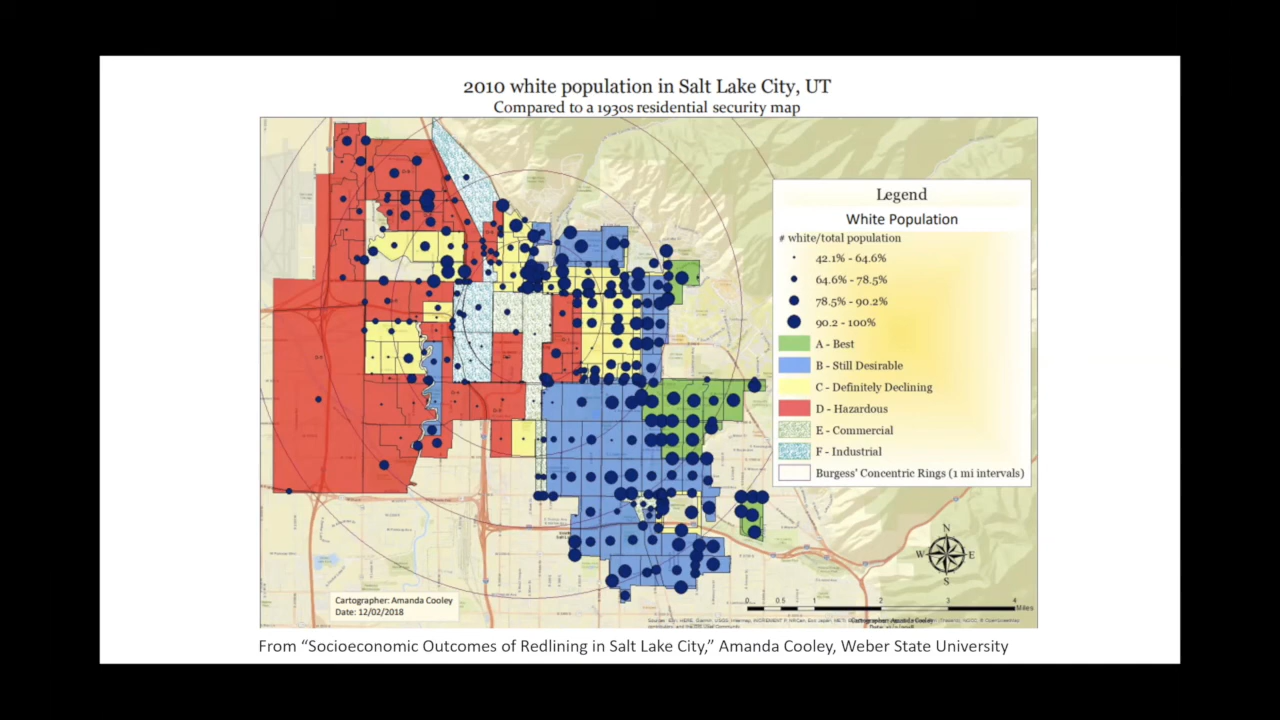 2010 white population in Salt Lake City, UT
Compared to a 1930s residential security map
Legend
White Population
# white/total population
42.1% - 64.6%
64.6% - 78.5%
78.5% - 90.2%
90.2 - 100%
A - Best
B - Still Desirable
C - Definitely Declining
D - Hazardous
E - Commercial
F - Industrial
Burgess' Concentric Rings (1 mi intervals)
N
W E
S
Cartographer: Amanda Cooley
Date: 12/02/2018
0 0.5 1 2 3 4
Miles
From "Socioeconomic Outcomes of Redlining in Salt Lake City," Amanda Cooley, Weber State University